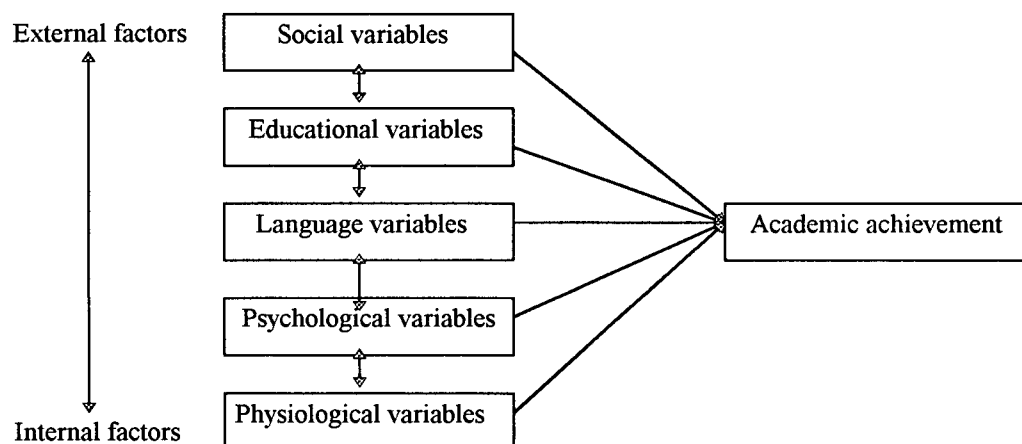 External factors
Social variables
Educational variables
Language variables
Academic achievement
Psychological variables
Physiological variables
Internal factors